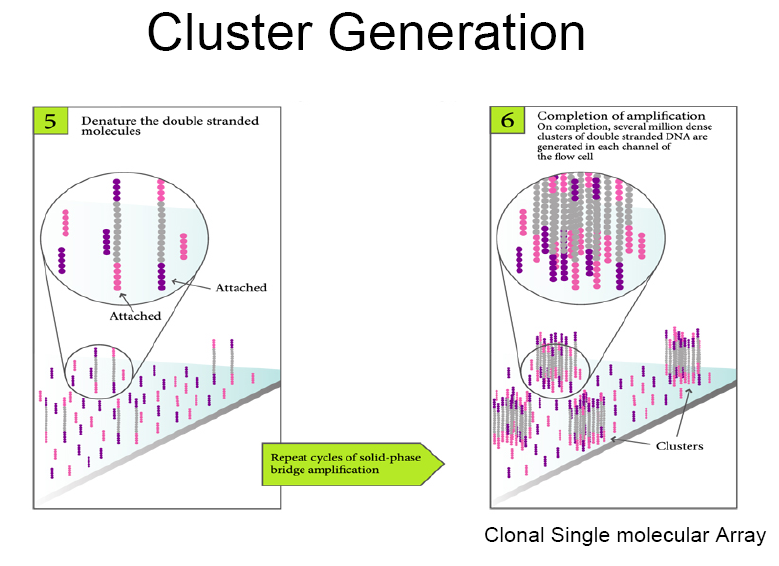 Cluster Generation
5
Denature the double stranded
molecules
Attached
Attached
Repeat cycles of solid-phase
bridge amplification
6
Completion of amplification
On completion, several million dense
clusters of double stranded DNA are
generated in each channel of
the flow cell
Clusters
Clonal Single molecular Array